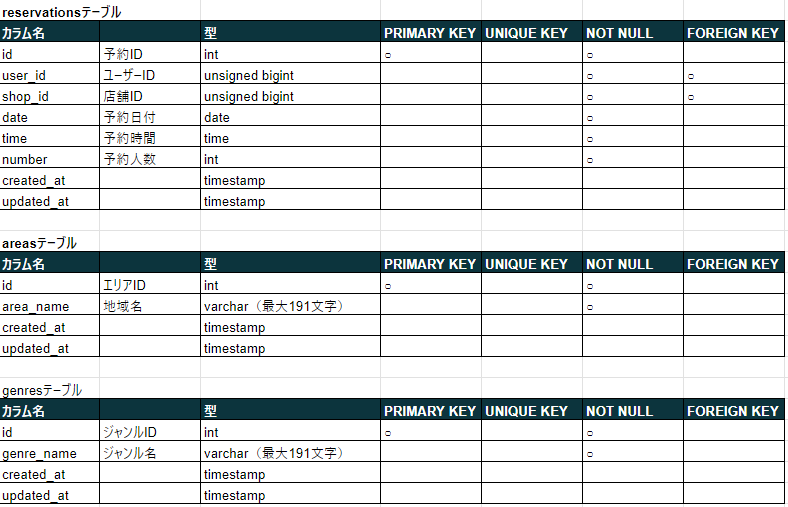 reservationsテーブル
カラム名 型 PRIMARY KEY UNIQUE KEY NOT NULL FOREIGN KEY
id 予約ID int ○ ○
user_id ユーザーID unsigned bigint ○ ○
shop_id 店舗ID unsigned bigint ○ ○
date 予約日付 date ○
time 予約時間 time ○
number 予約人数 int ○
created_at timestamp
updated_at timestamp
areasテーブル
カラム名 型 PRIMARY KEY UNIQUE KEY NOT NULL FOREIGN KEY
id エリアID int ○ ○
area_name 地域名 varchar（最大191文字） ○
created_at timestamp
updated_at timestamp
genresテーブル
カラム名 型 PRIMARY KEY UNIQUE KEY NOT NULL FOREIGN KEY
id ジャンルID int ○ ○
genre_name ジャンル名 varchar（最大191文字） ○
created_at timestamp
updated_at timestamp